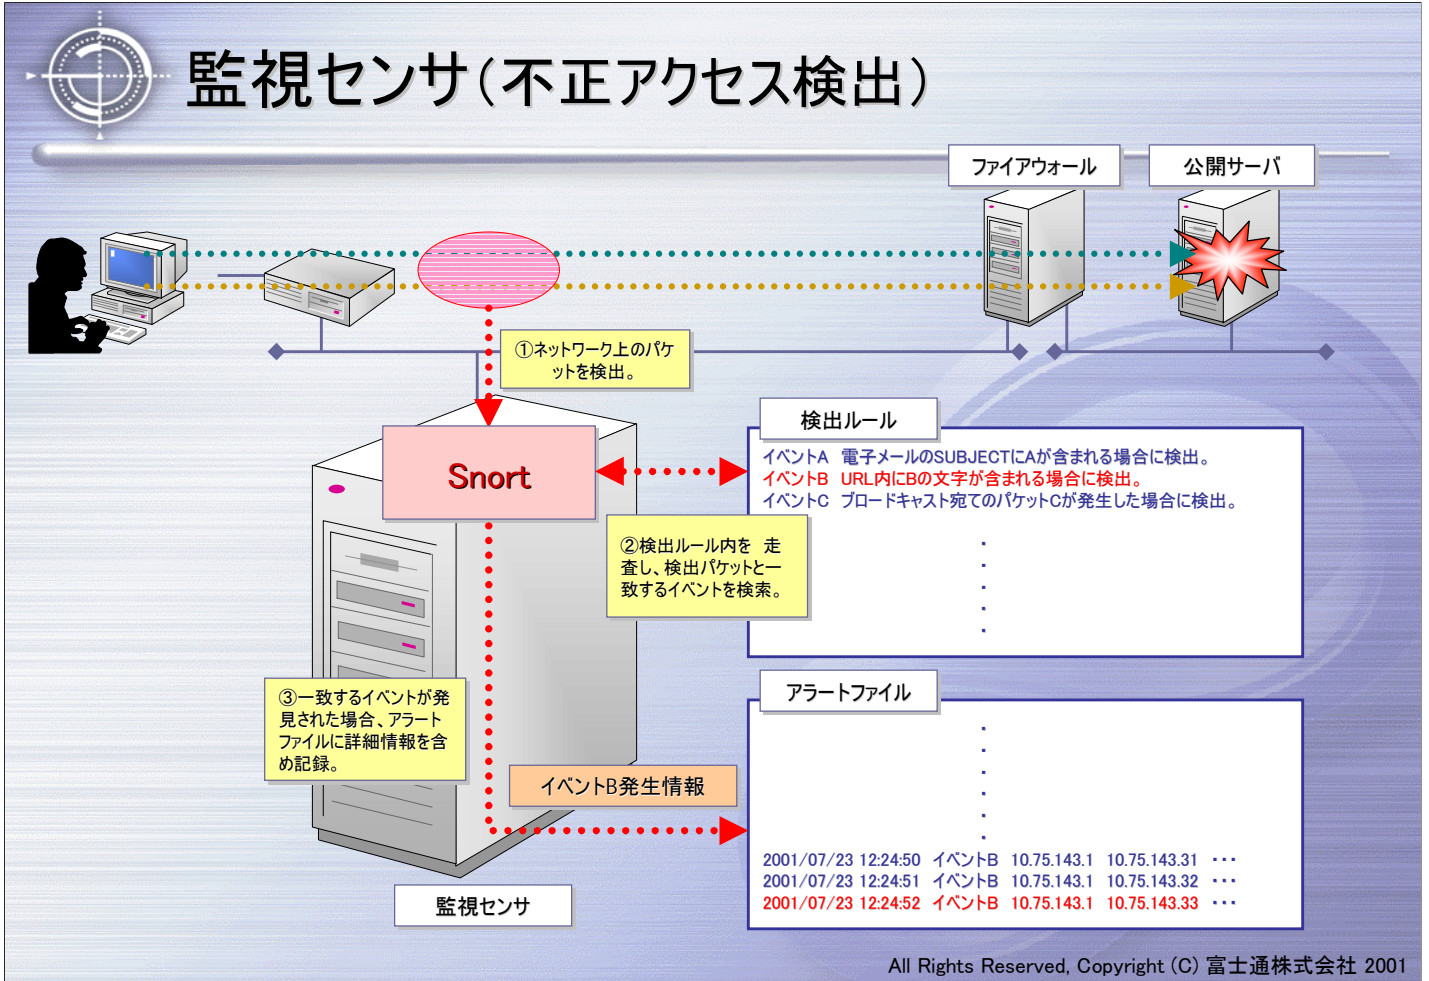 監視センサ（不正アクセス検出）
ファイアウォール
公開サーバ
①ネットワーク上のパケ
ットを検出。
検出ルール
イベントA　電子メールのSUBJECTにAが含まれる場合に検出。
イベントB　URL内にBの文字が含まれる場合に検出。
イベントC　ブロードキャスト宛てのパケットCが発生した場合に検出。
・
・
・
・
・
Snort
②検出ルール内を　走
査し、検出パケットと一
致するイベントを検索。
③一致するイベントが発
見された場合、アラート
ファイルに詳細情報を含
め記録。
イベントB発生情報
アラートファイル
・
・
・
・
・
・
2001/07/23 12:24:50　イベントB　10.75.143.1　10.75.143.31　・・・
2001/07/23 12:24:51　イベントB　10.75.143.1　10.75.143.32　・・・
2001/07/23 12:24:52　イベントB　10.75.143.1　10.75.143.33　・・・
監視センサ
All Rights Reserved, Copyright (C) 富士通株式会社 2001